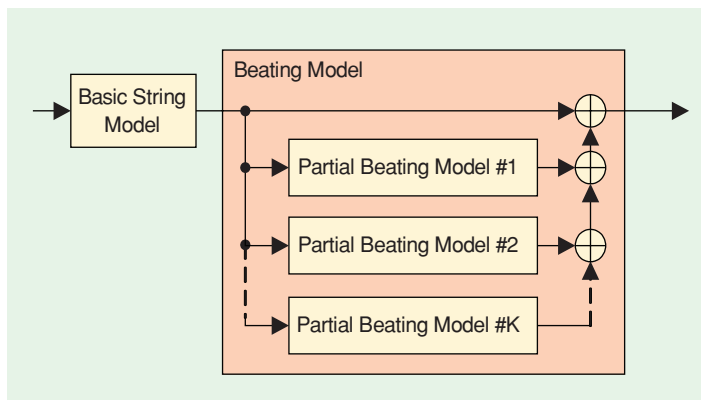 Beating Model
Basic String
Model
Partial Beating Model #1
Partial Beating Model #2
Partial Beating Model #K